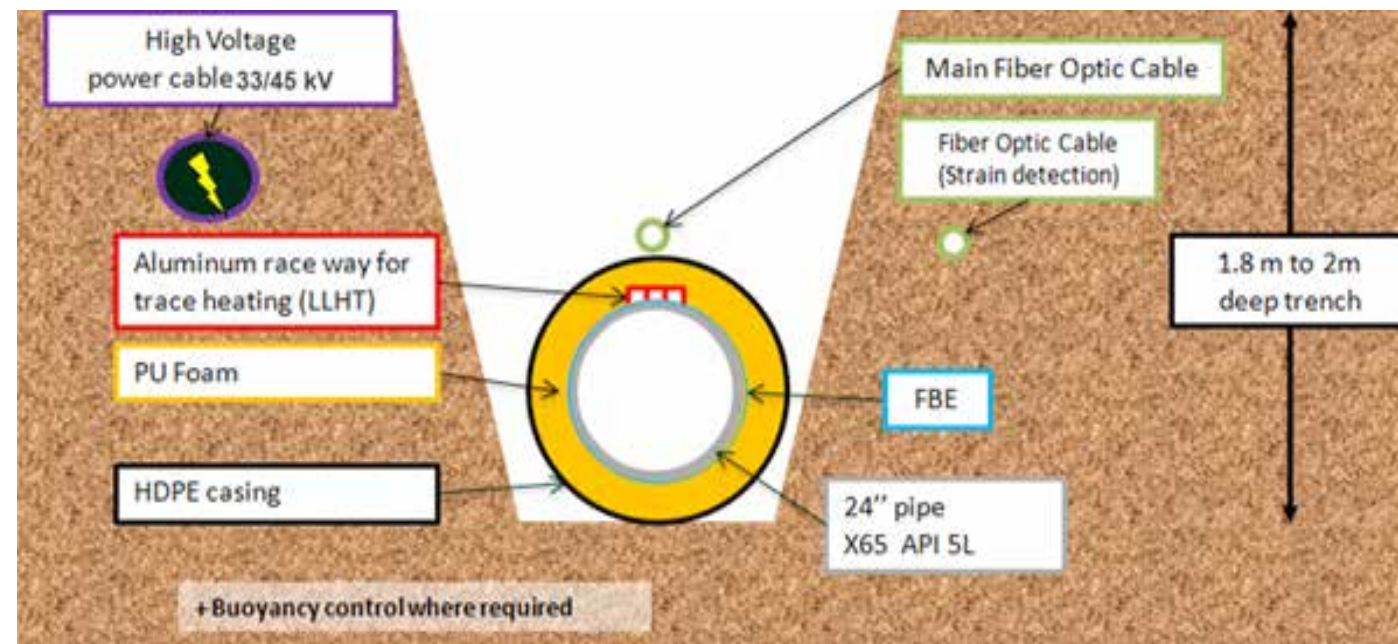 High Voltage
power cable 33/45 kV
Main Fiber Optic Cable
Fiber Optic Cable
(Strain detection)
Aluminum race way for
trace heating (LLHT)
1.8 m to 2m
deep trench
PU Foam
FBE
HDPE casing
24’’ pipe
X65 API 5L
+ Buoyancy control where required